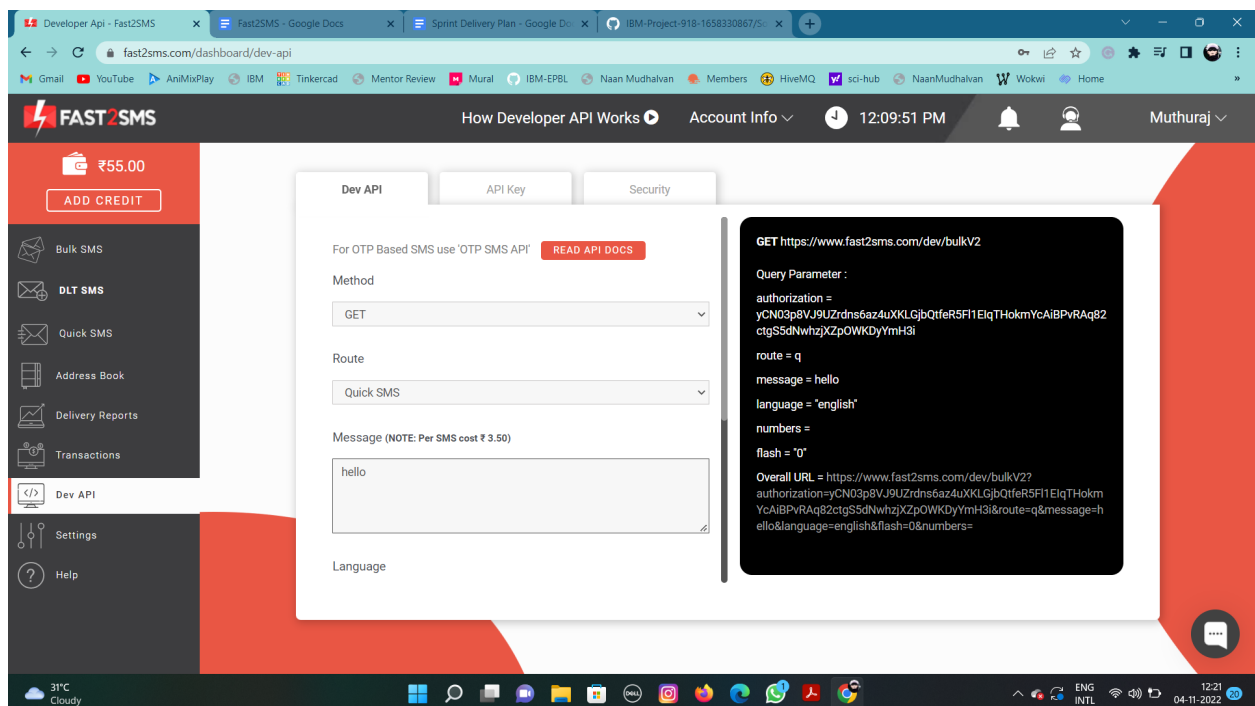 Developer Api - Fast2SMS
Fast2SMS - Google Docs
Sprint Delivery Plan - Google Do
IBM-Project-918-1658330867/So
fast2sms.com/dashboard/dev-api
Gmail YouTube AniMixPlay IBM Tinkercad Mentor Review Mural IBM-EPBL Naan Mudhalvan Members HiveMQ sci-hub NaanMudhalvan Wokwi Home »
FAST2SMS
How Developer API Works
Account Info
12:09:51 PM
Muthuraj
₹55.00
ADD CREDIT
Bulk SMS
DLT SMS
Quick SMS
Address Book
Delivery Reports
Transactions
Dev API
Settings
Help
Dev API
API Key
Security
For OTP Based SMS use 'OTP SMS API'
READ API DOCS
Method
GET
Route
Quick SMS
Message (NOTE: Per SMS cost ₹ 3.50)
hello
Language
GET https://www.fast2sms.com/dev/bulkV2
Query Parameter :
authorization =
yCN03p8VJ9UZrdns6az4uXKLGjbQtfeR5Fl1EIqTHokmYcAiBPvRAq82
ctgS5dNwhzjXZpOWKDyYmH3i
route = q
message = hello
language = "english"
numbers =
flash = "0"
Overall URL = https://www.fast2sms.com/dev/bulkV2?
authorization=yCN03p8VJ9UZrdns6az4uXKLGjbQtfeR5Fl1EIqTHokm
YcAiBPvRAq82ctgS5dNwhzjXZpOWKDyYmH3i&route=q&message=h
ello&language=english&flash=0&numbers=
31°C
Cloudy
DELL
ENG
INTL
12:21
04-11-2022
20